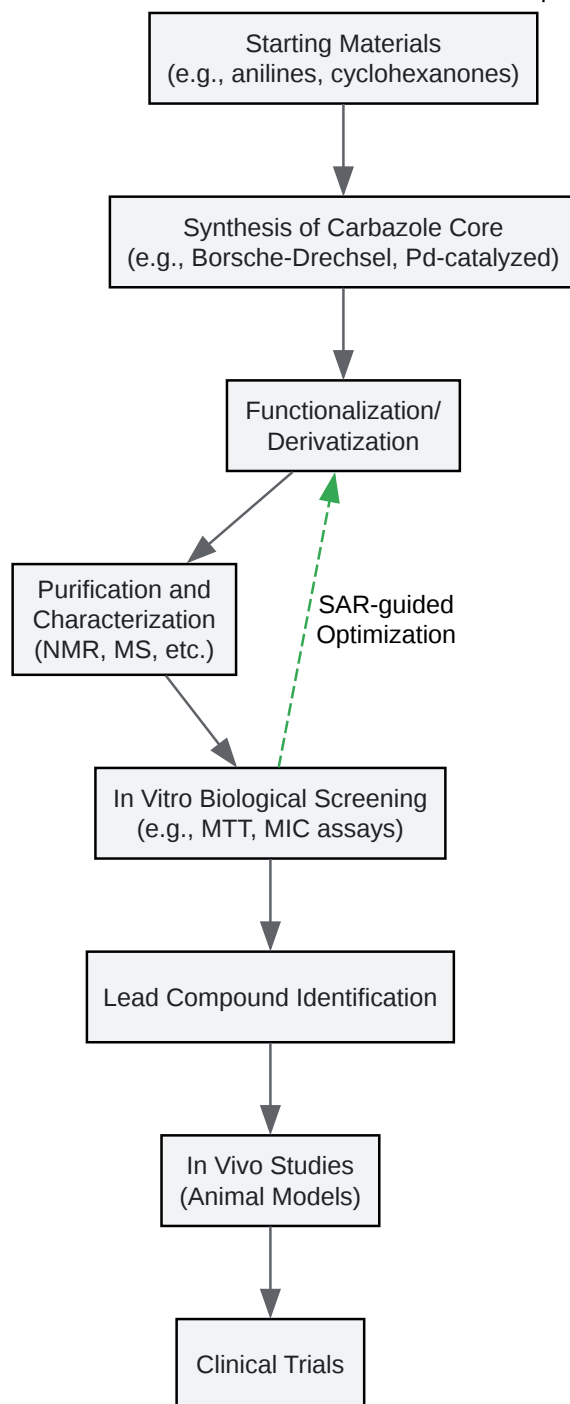 Starting Materials
(e.g., anilines, cyclohexanones)
Synthesis of Carbazole Core
(e.g., Borsche-Drechsel, Pd-catalyzed)
Functionalization/
Derivatization
Purification and
Characterization
(NMR, MS, etc.)
SAR-guided
Optimization
In Vitro Biological Screening
(e.g., MTT, MIC assays)
Lead Compound Identification
In Vivo Studies
(Animal Models)
Clinical Trials